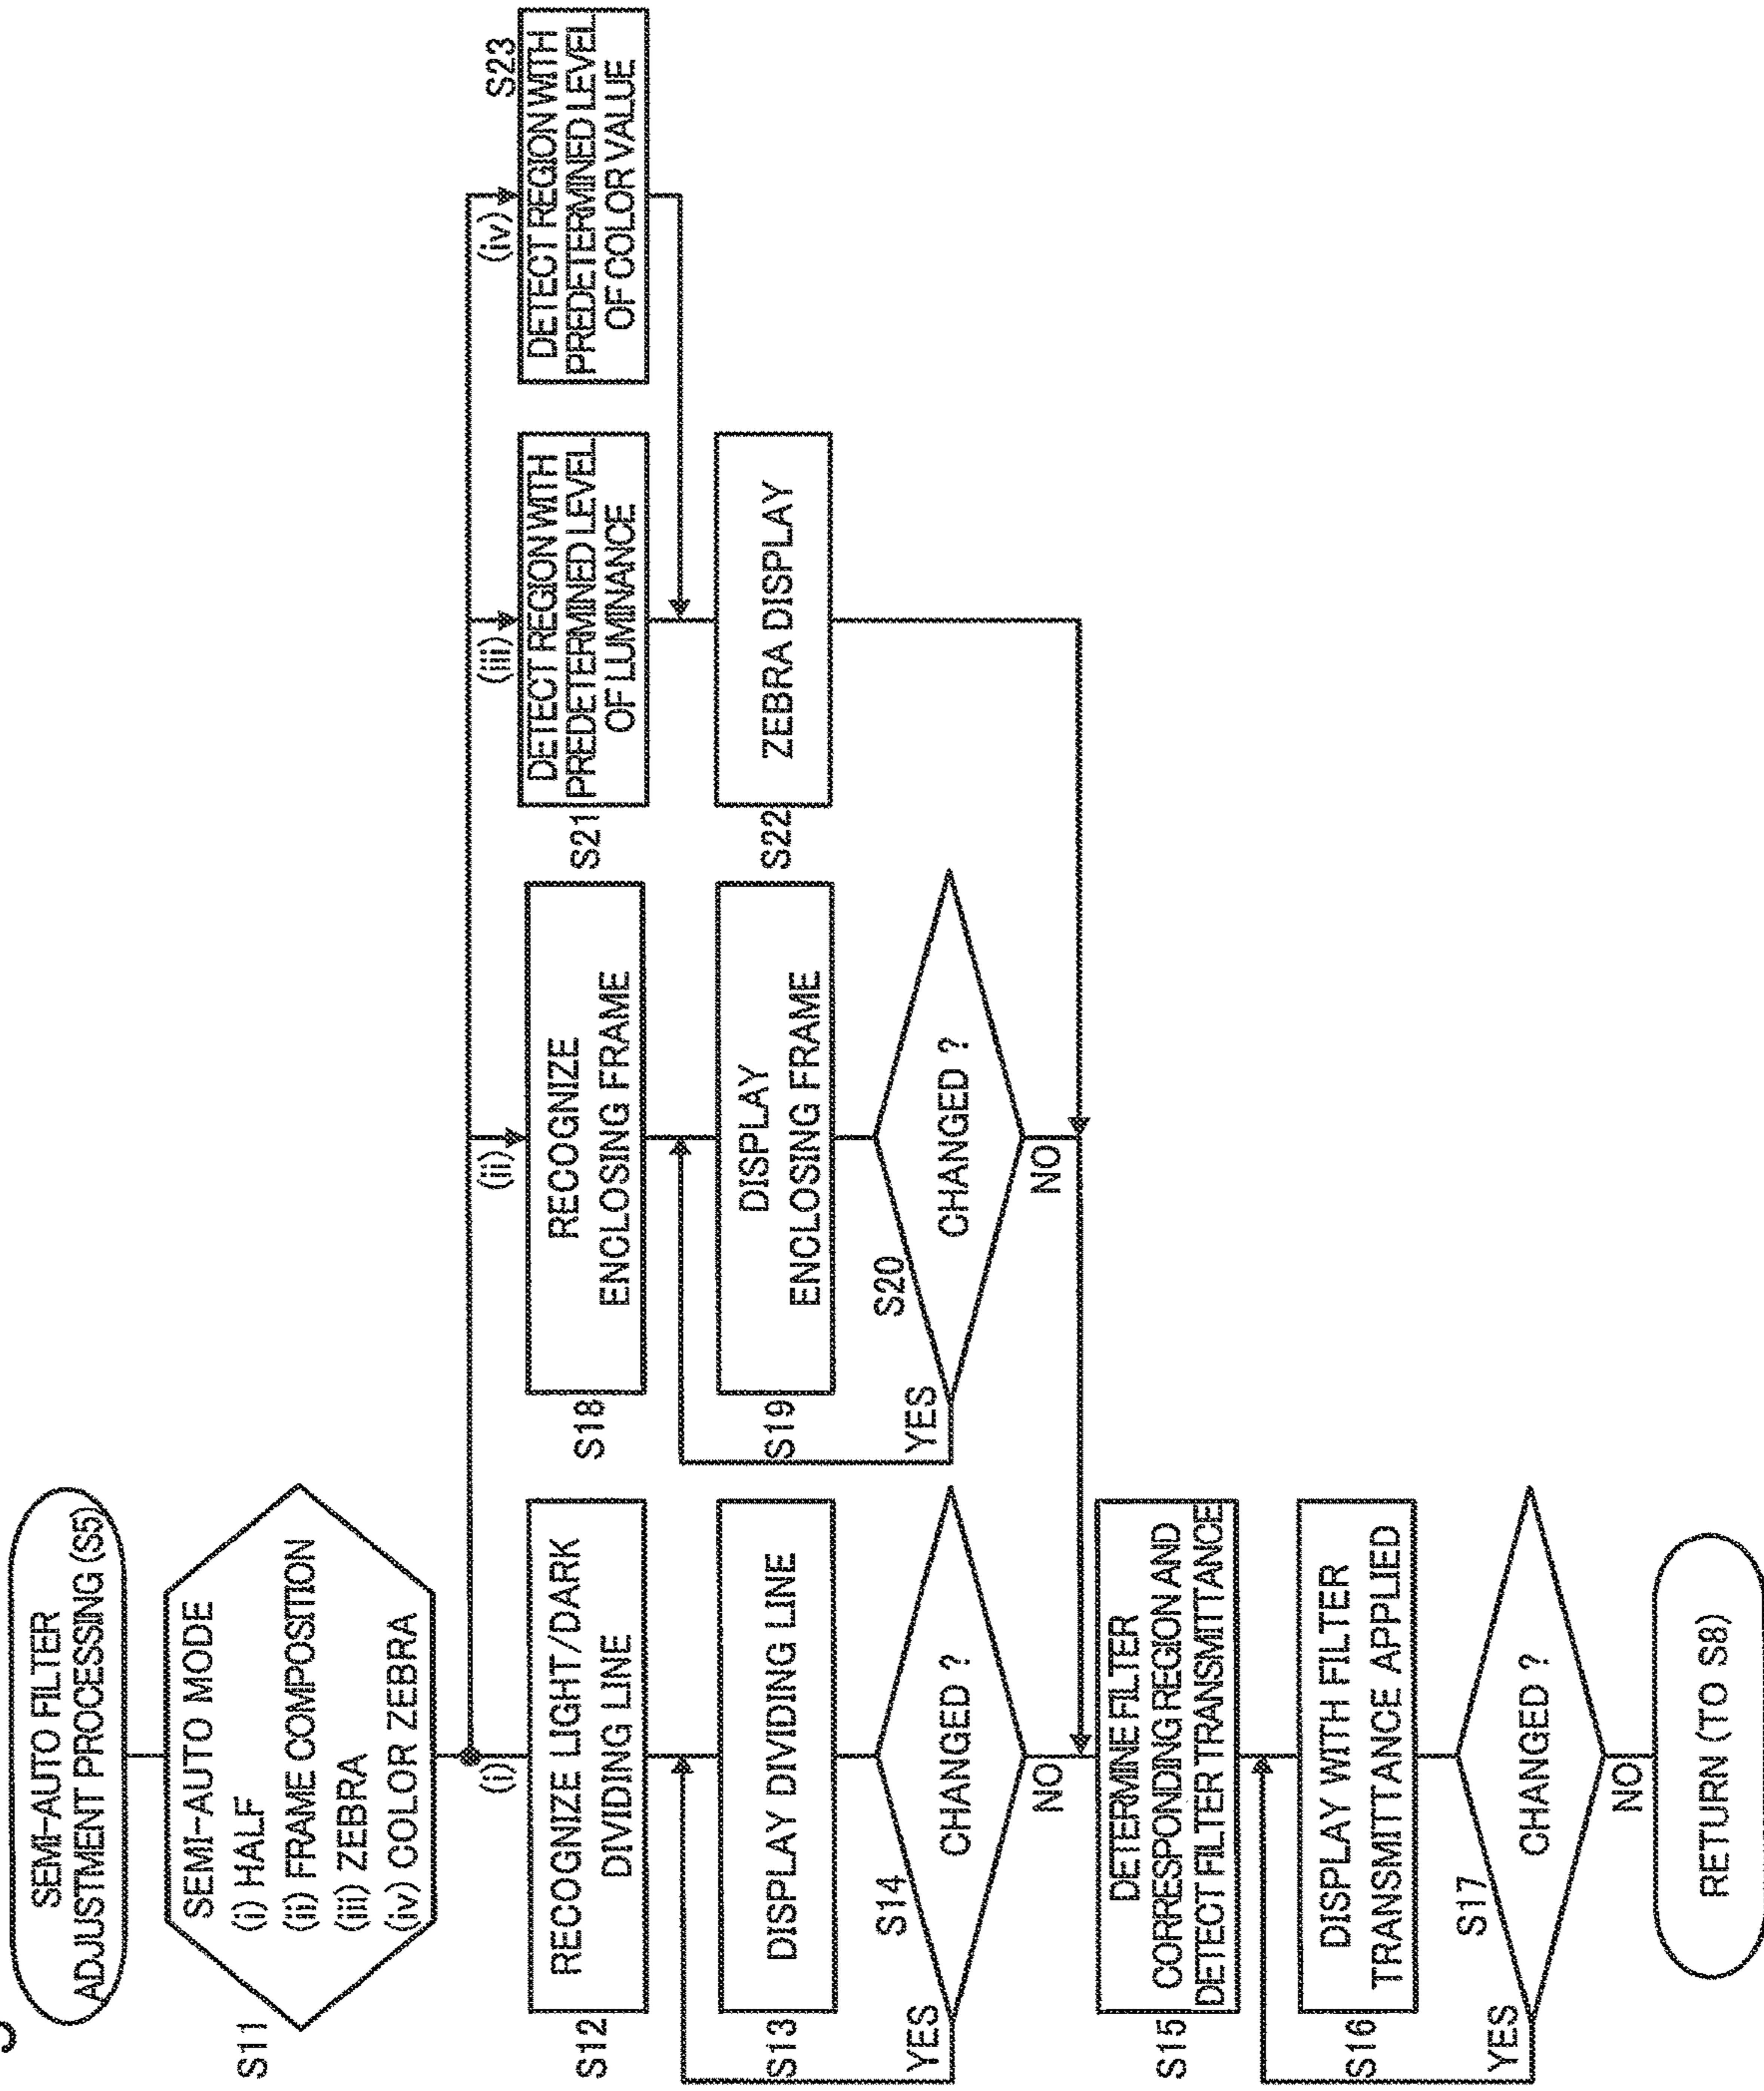 SEMI-AUTO FILTER
ADJUSTMENT PROCESSING (S5)
S11
SEMI-AUTO MODE
(i) HALF
(ii) FRAME COMPOSITION
(iii) ZEBRA
(iv) COLOR ZEBRA
(i)
(ii)
(iii)
(iv)
S12
RECOGNIZE LIGHT/DARK
DIVIDING LINE
S13
DISPLAY DIVIDING LINE
S14
CHANGED ?
YES
NO
S15
DETERMINE FILTER
CORRESPONDING REGION AND
DETECT FILTER TRANSMITTANCE
S16
DISPLAY WITH FILTER
TRANSMITTANCE APPLIED
S17
CHANGED ?
YES
NO
RETURN (TO S8)
S18
RECOGNIZE
ENCLOSING FRAME
S19
DISPLAY
ENCLOSING FRAME
S20
CHANGED ?
YES
NO
S21
DETECT REGION WITH
PREDETERMINED LEVEL
OF LUMINANCE
S22
ZEBRA DISPLAY
S23
DETECT REGION WITH
PREDETERMINED LEVEL
OF COLOR VALUE